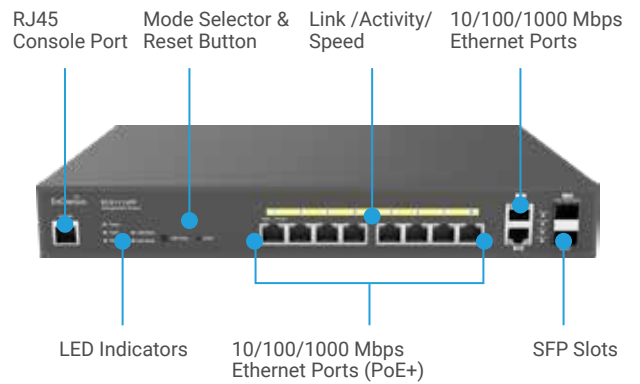 RJ45
Console Port
Mode Selector &
Reset Button
Link /Activity/
Speed
10/100/1000 Mbps
Ethernet Ports
LED Indicators
10/100/1000 Mbps
Ethernet Ports (PoE+)
SFP Slots